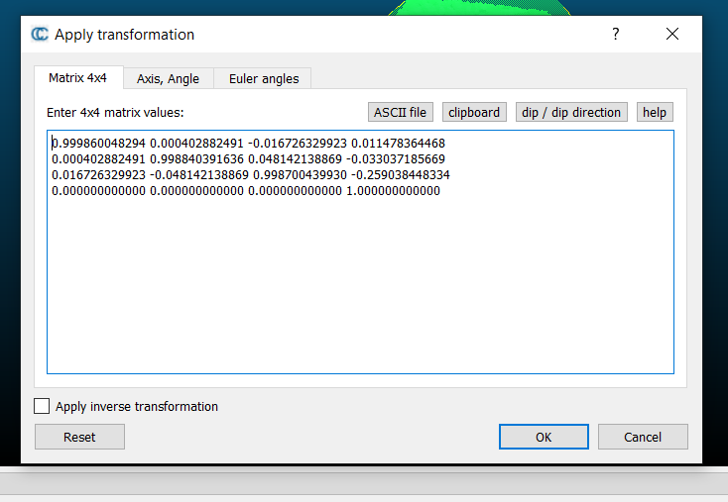 Apply transformation
?
Matrix 4x4 Axis, Angle Euler angles
Enter 4x4 matrix values: ASCII file clipboard dip / dip direction help
0.999860048294 0.000402882491 -0.016726329923 0.011478364468
0.000402882491 0.998840391636 0.048142138869 -0.033037185669
0.016726329923 -0.048142138869 0.998700439930 -0.259038448334
0.000000000000 0.000000000000 0.000000000000 1.000000000000
Apply inverse transformation
Reset OK Cancel